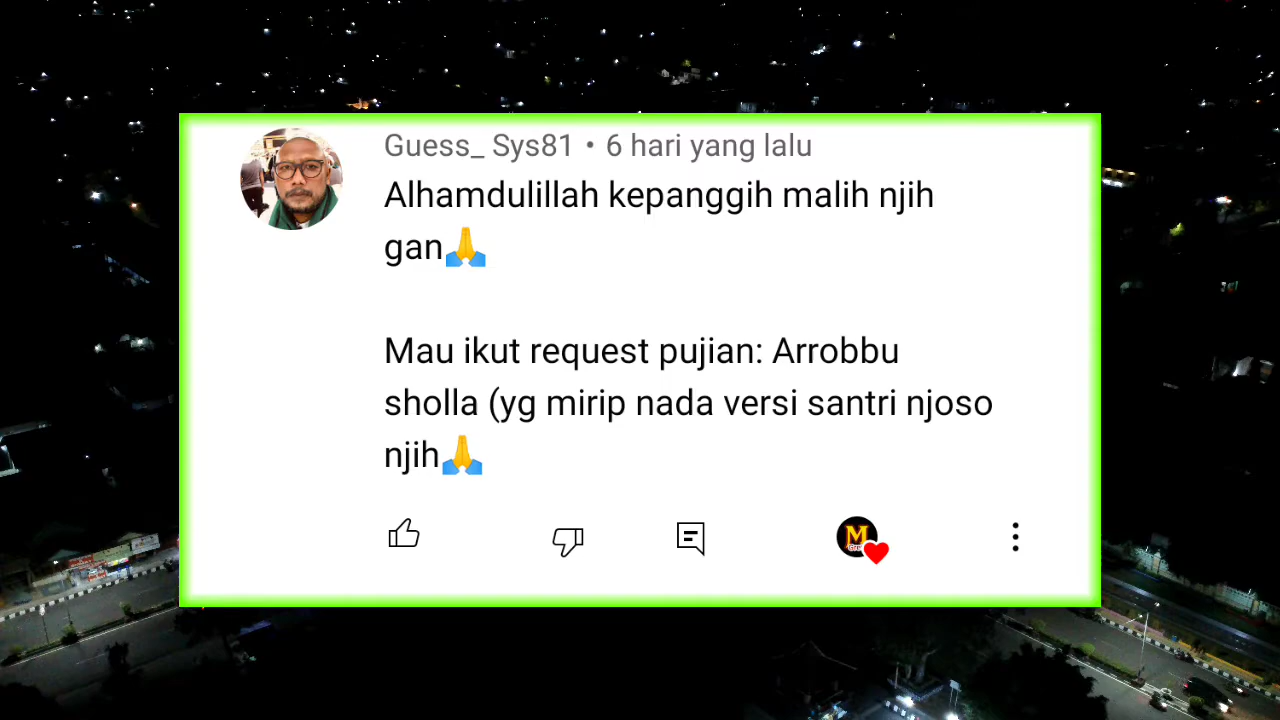 Guess_ Sys81 • 6 hari yang lalu
Alhamdulillah kepanggih malih njih
gan🙏
Mau ikut request pujian: Arrobbu
sholla (yg mirip nada versi santri njoso
njih🙏
M